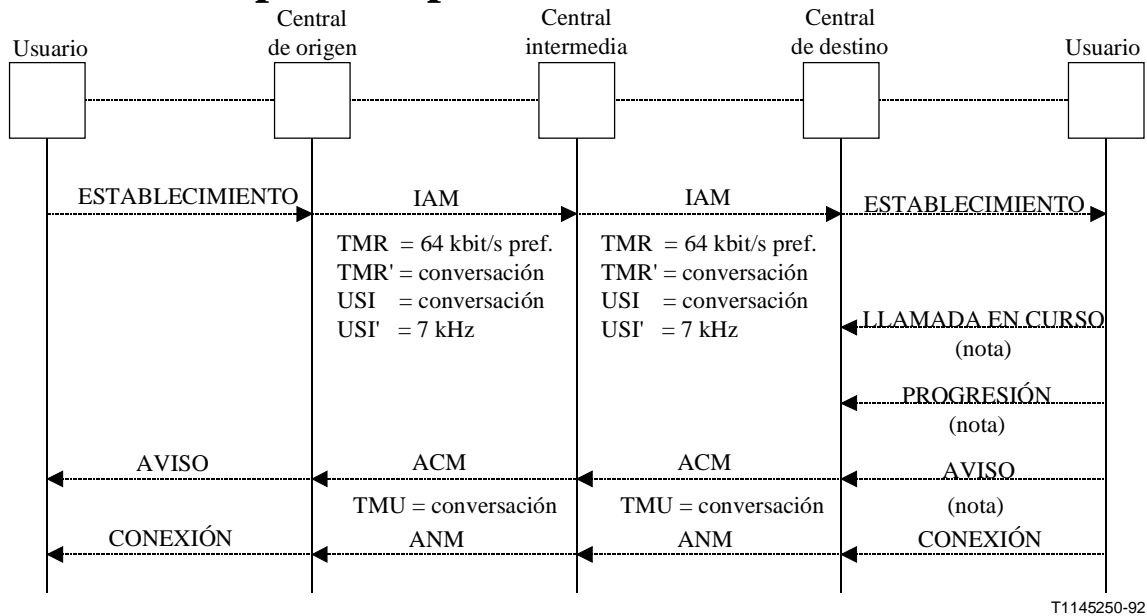 Usuario
Central
de origen
Central
intermedia
Central
de destino
Usuario
ESTABLECIMIENTO
IAM
IAM
ESTABLECIMIENTO
TMR = 64 kbit/s pref.
TMR' = conversación
USI = conversación
USI' = 7 kHz
TMR = 64 kbit/s pref.
TMR' = conversación
USI = conversación
USI' = 7 kHz
LLAMADA EN CURSO
(nota)
PROGRESIÓN
(nota)
AVISO
ACM
ACM
AVISO
TMU = conversación
TMU = conversación
(nota)
CONEXIÓN
ANM
ANM
CONEXIÓN
T1145250-92